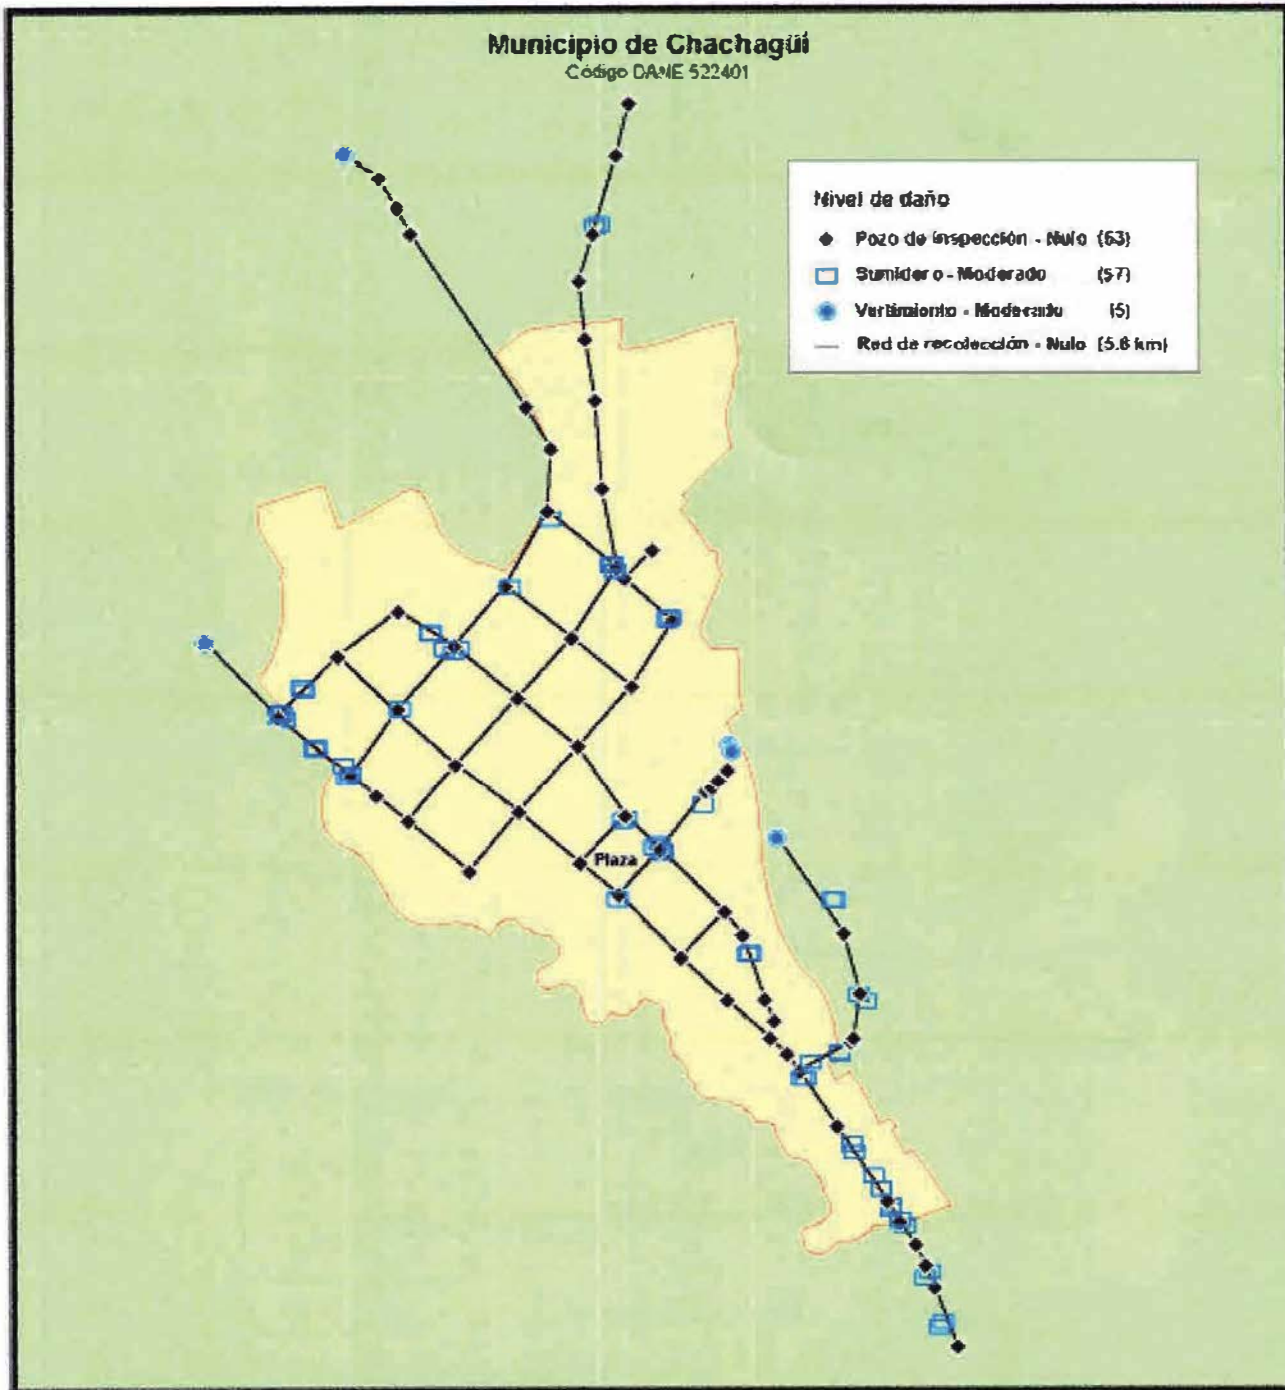 Municipio de Chachagüí
Código DANE 522401
Nivel de daño
Pozo de inspección - Nulo (63)
Sumidero - Moderado (57)
Vertimiento - Moderado (5)
Red de recolección - Nulo (5.6 km)
Plaza